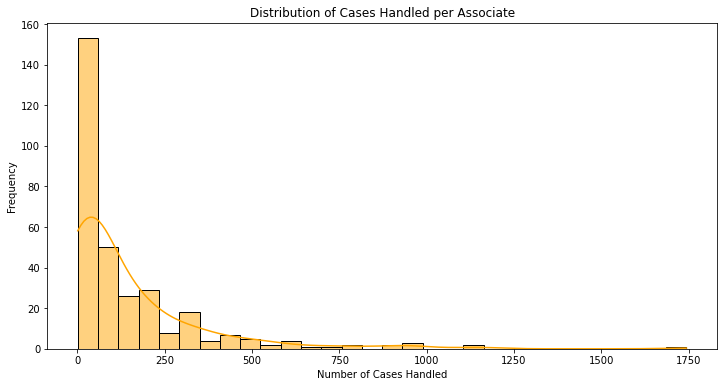 Distribution of Cases Handled per Associate
160
140
120
100
80
60
40
20
0
Frequency
0 250 500 750 1000 1250 1500 1750
Number of Cases Handled